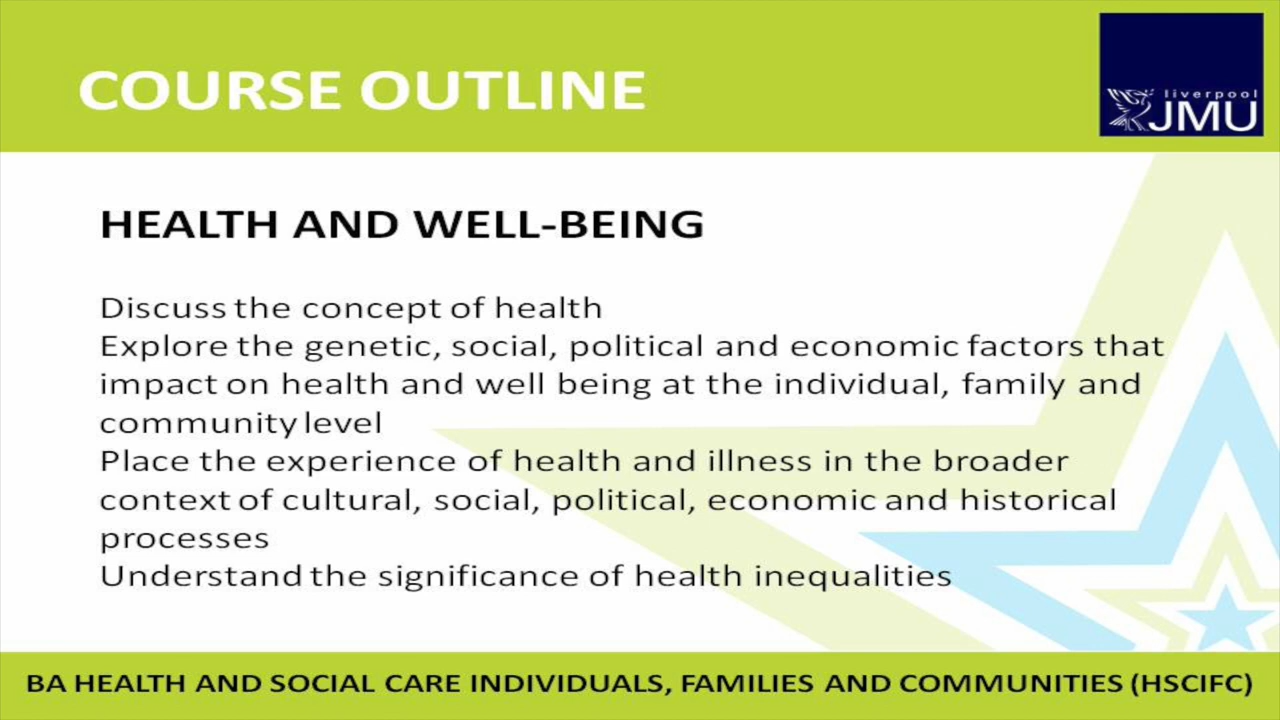 COURSE OUTLINE
liverpool
JMU
HEALTH AND WELL-BEING
Discuss the concept of health
Explore the genetic, social, political and economic factors that
impact on health and well being at the individual, family and
community level
Place the experience of health and illness in the broader
context of cultural, social, political, economic and historical
processes
Understand the significance of health inequalities
BA HEALTH AND SOCIAL CARE INDIVIDUALS, FAMILIES AND COMMUNITIES (HSCIFC)